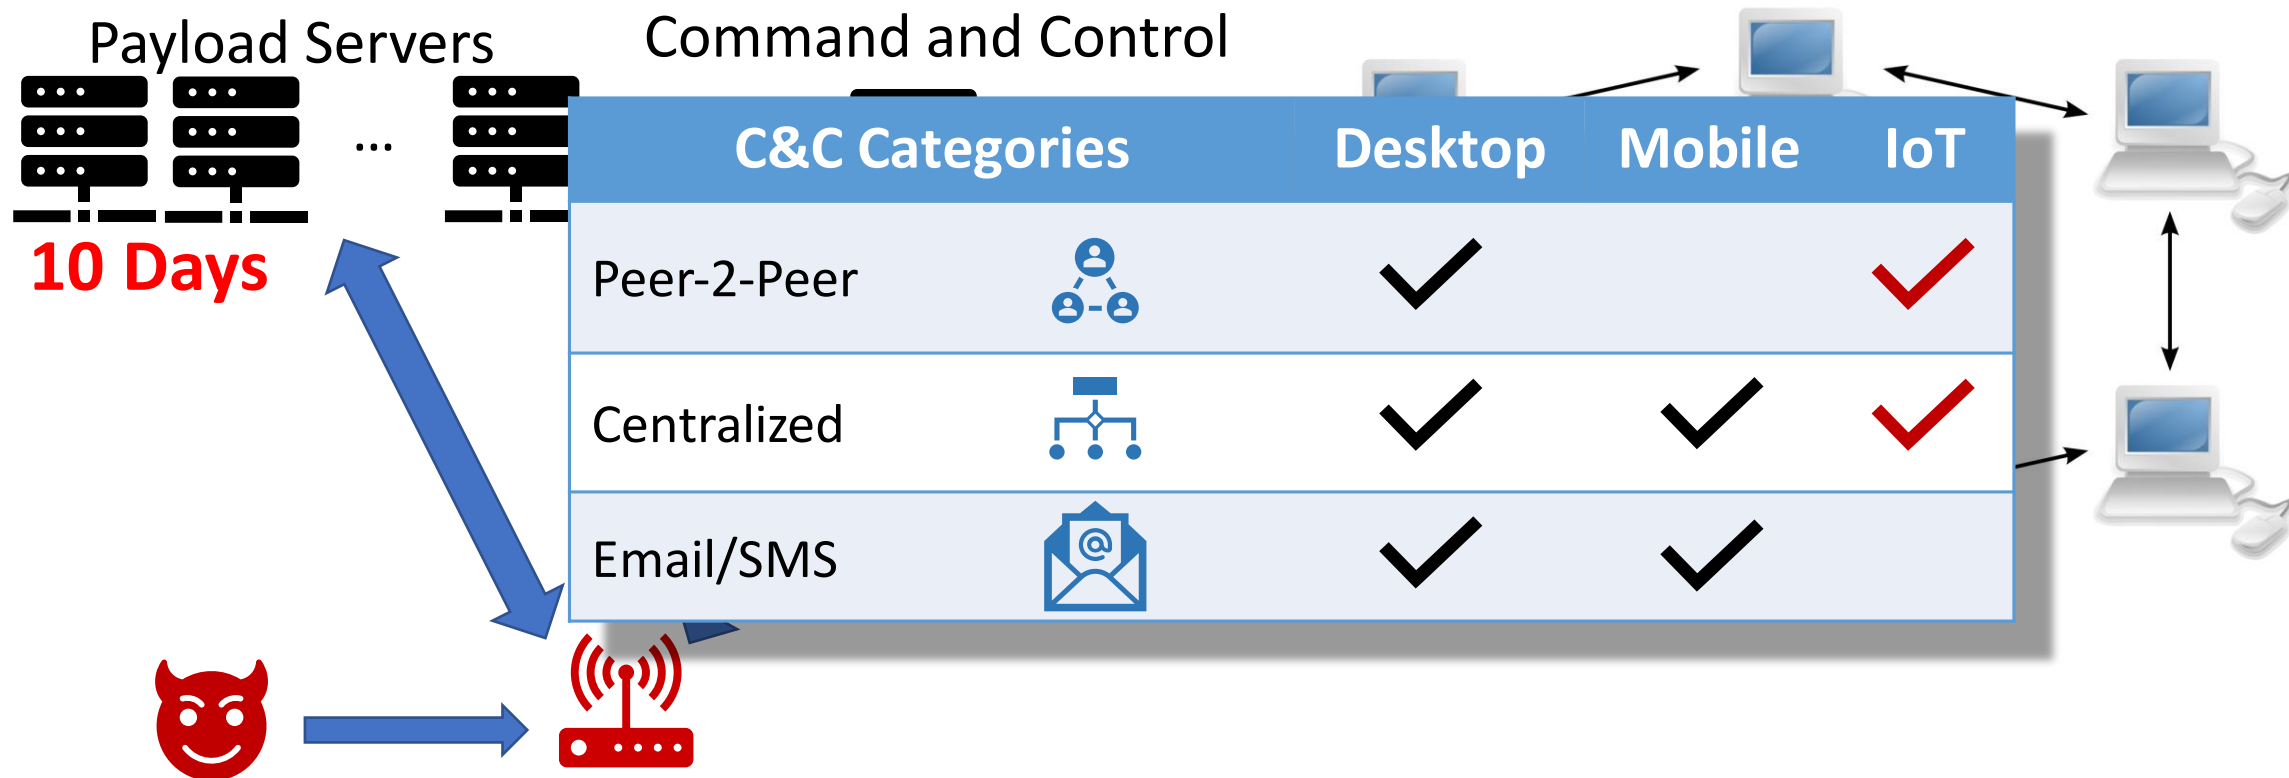 Payload Servers
Command and Control
...
10 Days
C&C Categories Desktop Mobile IoT
Peer-2-Peer
Centralized
Email/SMS